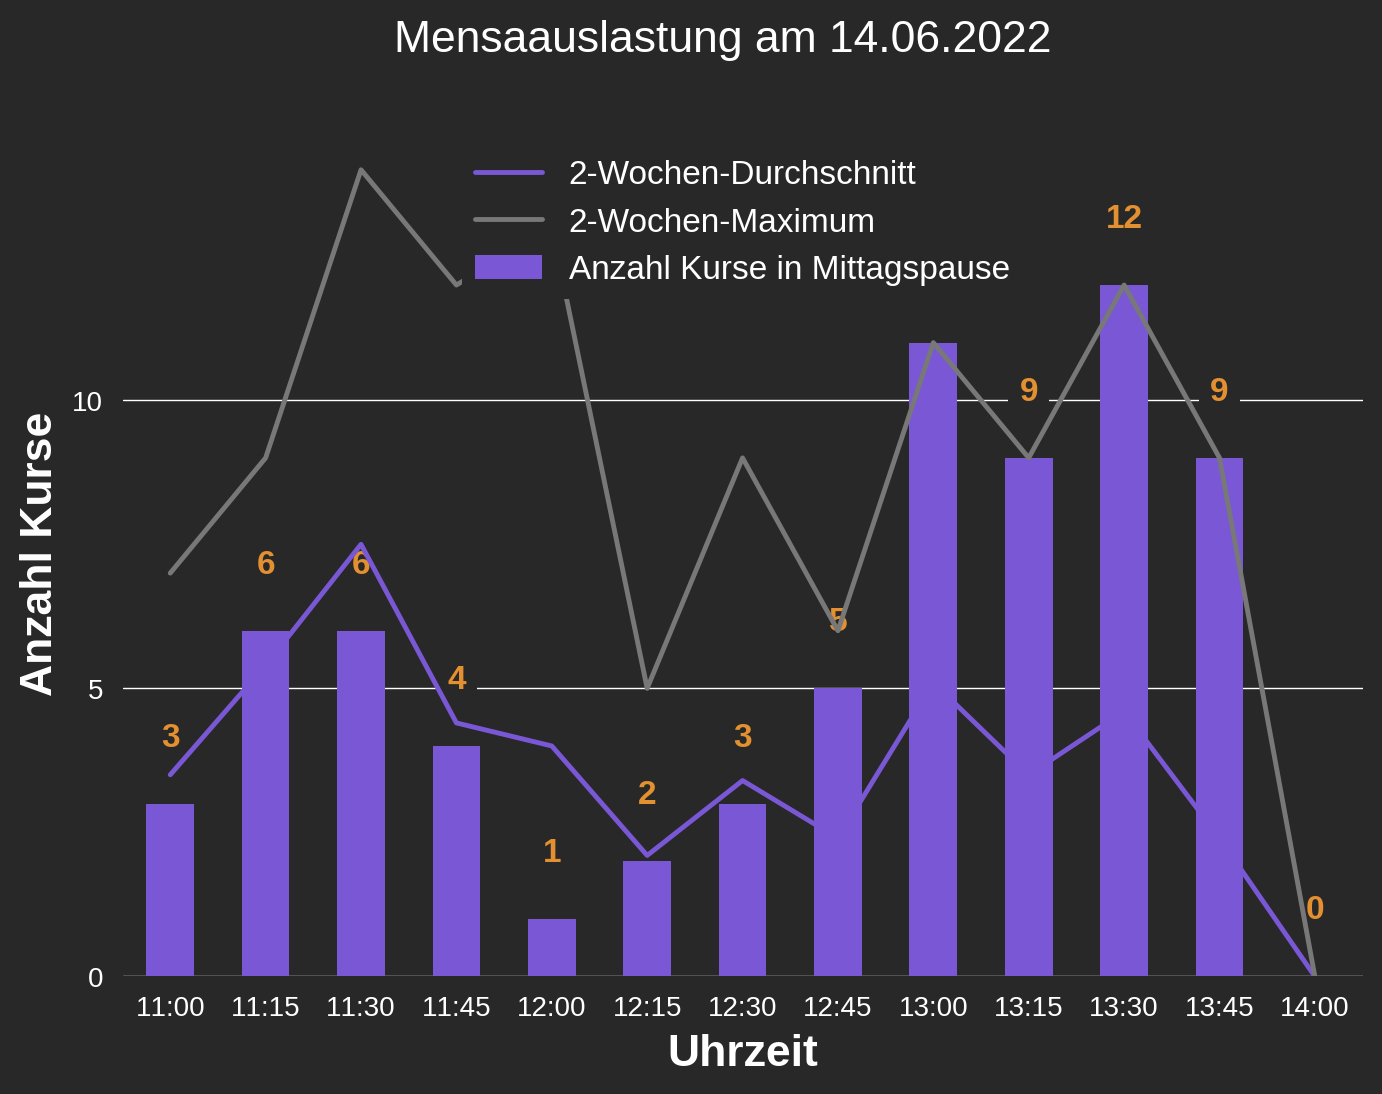 Mensaauslastung am 14.06.2022
2-Wochen-Durchschnitt
2-Wochen-Maximum
Anzahl Kurse in Mittagspause
Anzahl Kurse
10
5
0
3
6
6
4
1
2
3
5
9
12
9
0
11:00 11:15 11:30 11:45 12:00 12:15 12:30 12:45 13:00 13:15 13:30 13:45 14:00
Uhrzeit